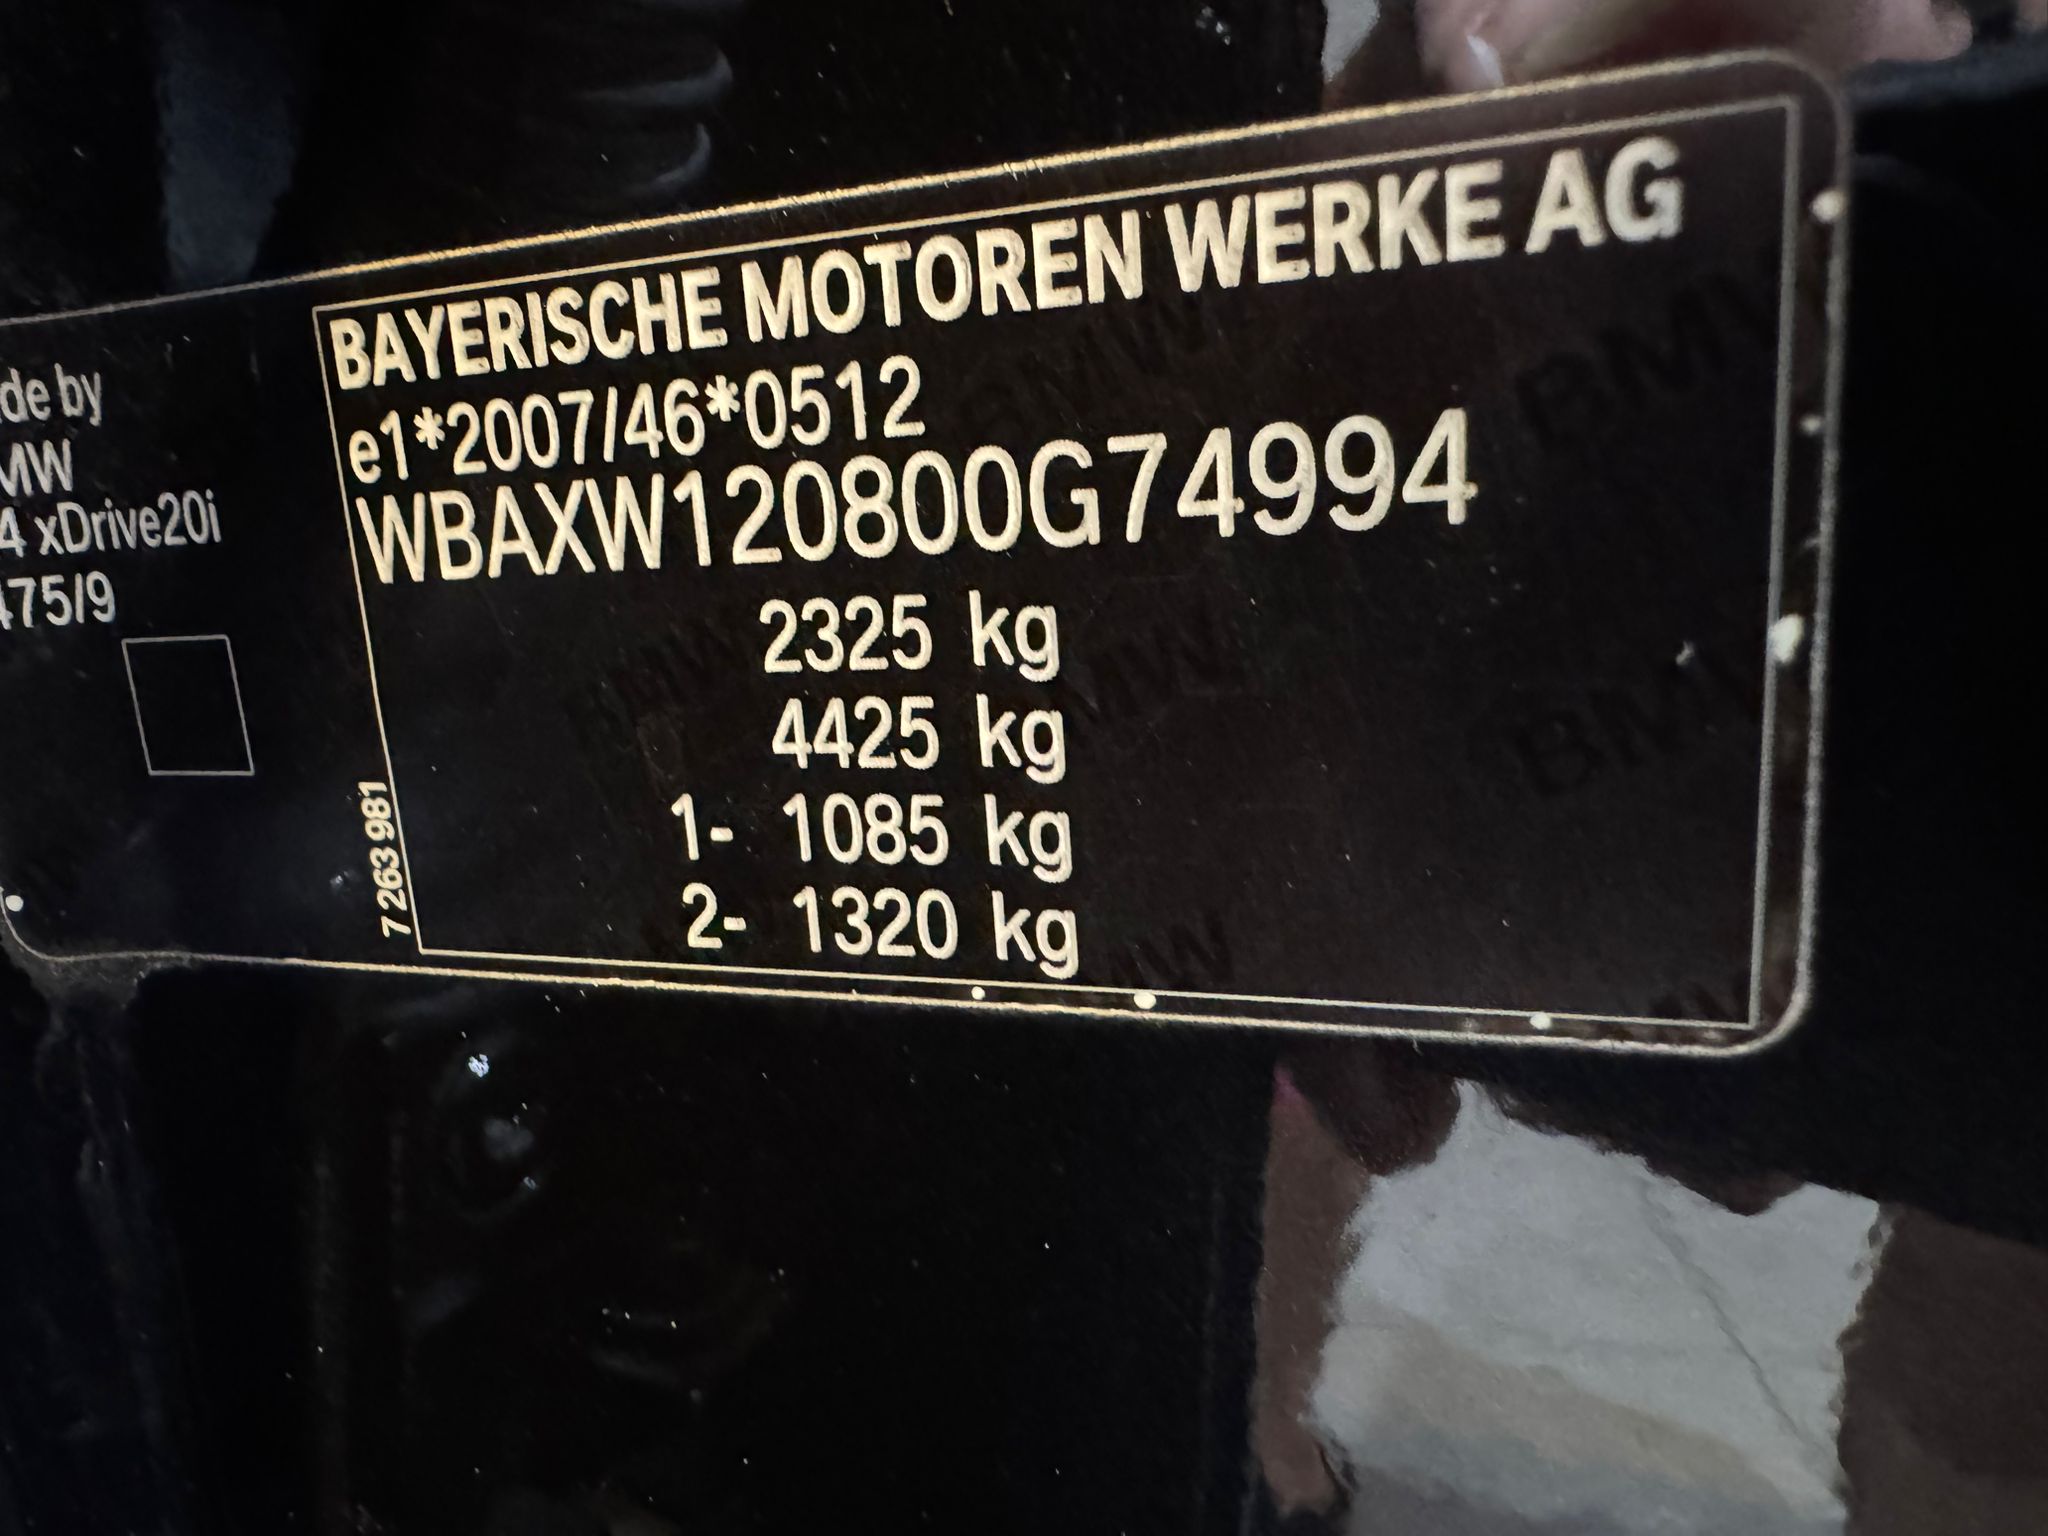 de by
MW
4 xDrive20i
475/9
BAYERISCHE MOTOREN WERKE AG
e1*2007/46*0512
WBAXW120800G74994
2325 kg
4425 kg
1- 1085 kg
2- 1320 kg
7 263 981